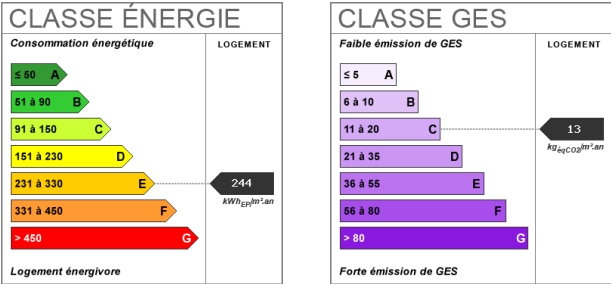 CLASSE ÉNERGIE
Consommation énergétique
LOGEMENT
≤ 50 A
51 à 90 B
91 à 150 C
151 à 230 D
231 à 330 E
244
kWhEP/m².an
331 à 450 F
> 450 G
Logement énergivore
CLASSE GES
Faible émission de GES
LOGEMENT
≤ 5 A
6 à 10 B
11 à 20 C
13
kgéqCO2/m².an
21 à 35 D
36 à 55 E
56 à 80 F
> 80 G
Forte émission de GES